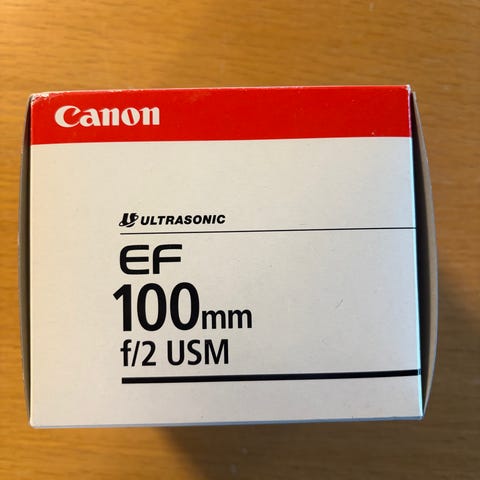 Canon
ULTRASONIC
EF
100mm
f/2 USM